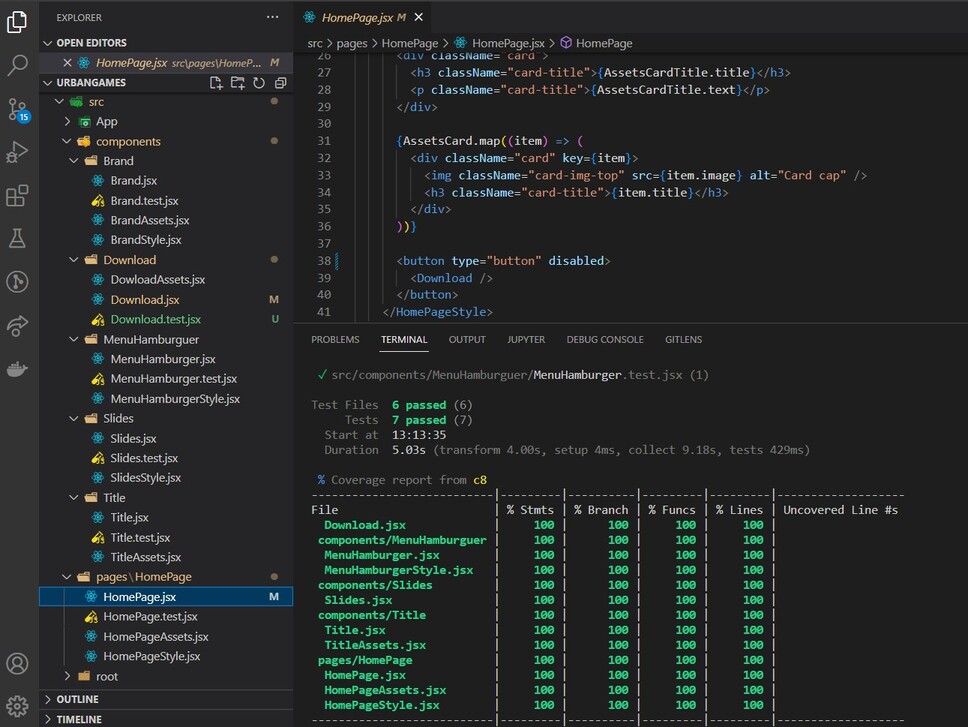 EXPLORER
OPEN EDITORS
HomePage.jsx src\pages\HomeP... M
URBANGAMES
src
App
components
Brand
Brand.jsx
Brand.test.jsx
BrandAssets.jsx
BrandStyle.jsx
Download
DowloadAssets.jsx
Download.jsx M
Download.test.jsx U
MenuHamburguer
MenuHamburger.jsx
MenuHamburger.test.jsx
MenuHamburgerStyle.jsx
Slides
Slides.jsx
Slides.test.jsx
SlidesStyle.jsx
Title
Title.jsx
Title.test.jsx
TitleAssets.jsx
pages\HomePage
HomePage.jsx M
HomePage.test.jsx
HomePageAssets.jsx
HomePageStyle.jsx
root
OUTLINE
TIMELINE
15
HomePage.jsx M
src > pages > HomePage > HomePage.jsx > HomePage
26 <div className="card">
27 <h3 className="card-title">{AssetsCardTitle.title}</h3>
28 <p className="card-title">{AssetsCardTitle.text}</p>
29 </div>
30
31 {AssetsCard.map((item) => (
32 <div className="card" key={item}>
33 <img className="card-img-top" src={item.image} alt="Card cap" />
34 <h3 className="card-title">{item.title}</h3>
35 </div>
36 ))}
37
38 <button type="button" disabled>
39 <Download />
40 </button>
41 </HomePageStyle>
PROBLEMS TERMINAL OUTPUT JUPYTER DEBUG CONSOLE GITLENS
✓ src/components/MenuHamburguer/MenuHamburger.test.jsx (1)
Test Files 6 passed (6)
Tests 7 passed (7)
Start at 13:13:35
Duration 5.03s (transform 4.00s, setup 4ms, collect 9.18s, tests 429ms)
% Coverage report from c8
File | % Stmts | % Branch | % Funcs | % Lines | Uncovered Line #s
Download.jsx | 100 | 100 | 100 | 100 |
components/MenuHamburguer | 100 | 100 | 100 | 100 |
MenuHamburger.jsx | 100 | 100 | 100 | 100 |
MenuHamburgerStyle.jsx | 100 | 100 | 100 | 100 |
components/Slides | 100 | 100 | 100 | 100 |
Slides.jsx | 100 | 100 | 100 | 100 |
components/Title | 100 | 100 | 100 | 100 |
Title.jsx | 100 | 100 | 100 | 100 |
TitleAssets.jsx | 100 | 100 | 100 | 100 |
pages/HomePage | 100 | 100 | 100 | 100 |
HomePage.jsx | 100 | 100 | 100 | 100 |
HomePageAssets.jsx | 100 | 100 | 100 | 100 |
HomePageStyle.jsx | 100 | 100 | 100 | 100 |